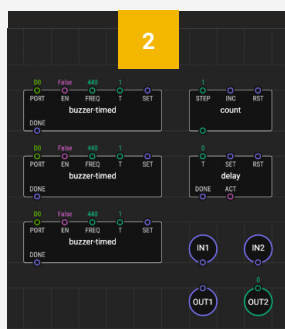 2
D0 False 440 1
PORT EN FREQ T SET
buzzer-timed
DONE
1
STEP INC RST
count
D0 False 440 1
PORT EN FREQ T SET
buzzer-timed
DONE
0
T SET RST
delay
DONE ACT
D0 False 440 1
PORT EN FREQ T SET
buzzer-timed
DONE
IN1 IN2
0
OUT1 OUT2